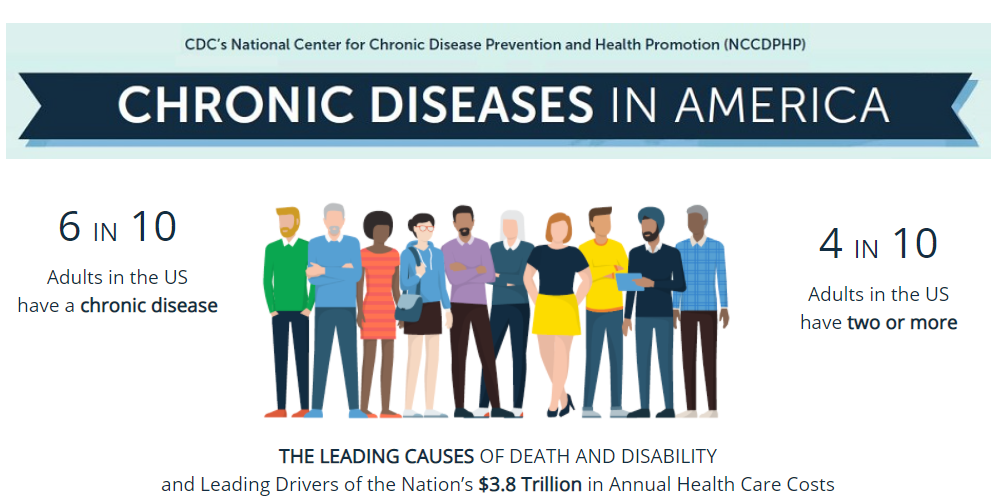 CDC's National Center for Chronic Disease Prevention and Health Promotion (NCCDPHP)
CHRONIC DISEASES IN AMERICA
6 IN 10
Adults in the US
have a chronic disease
4 IN 10
Adults in the US
have two or more
THE LEADING CAUSES OF DEATH AND DISABILITY
and Leading Drivers of the Nation's $3.8 Trillion in Annual Health Care Costs